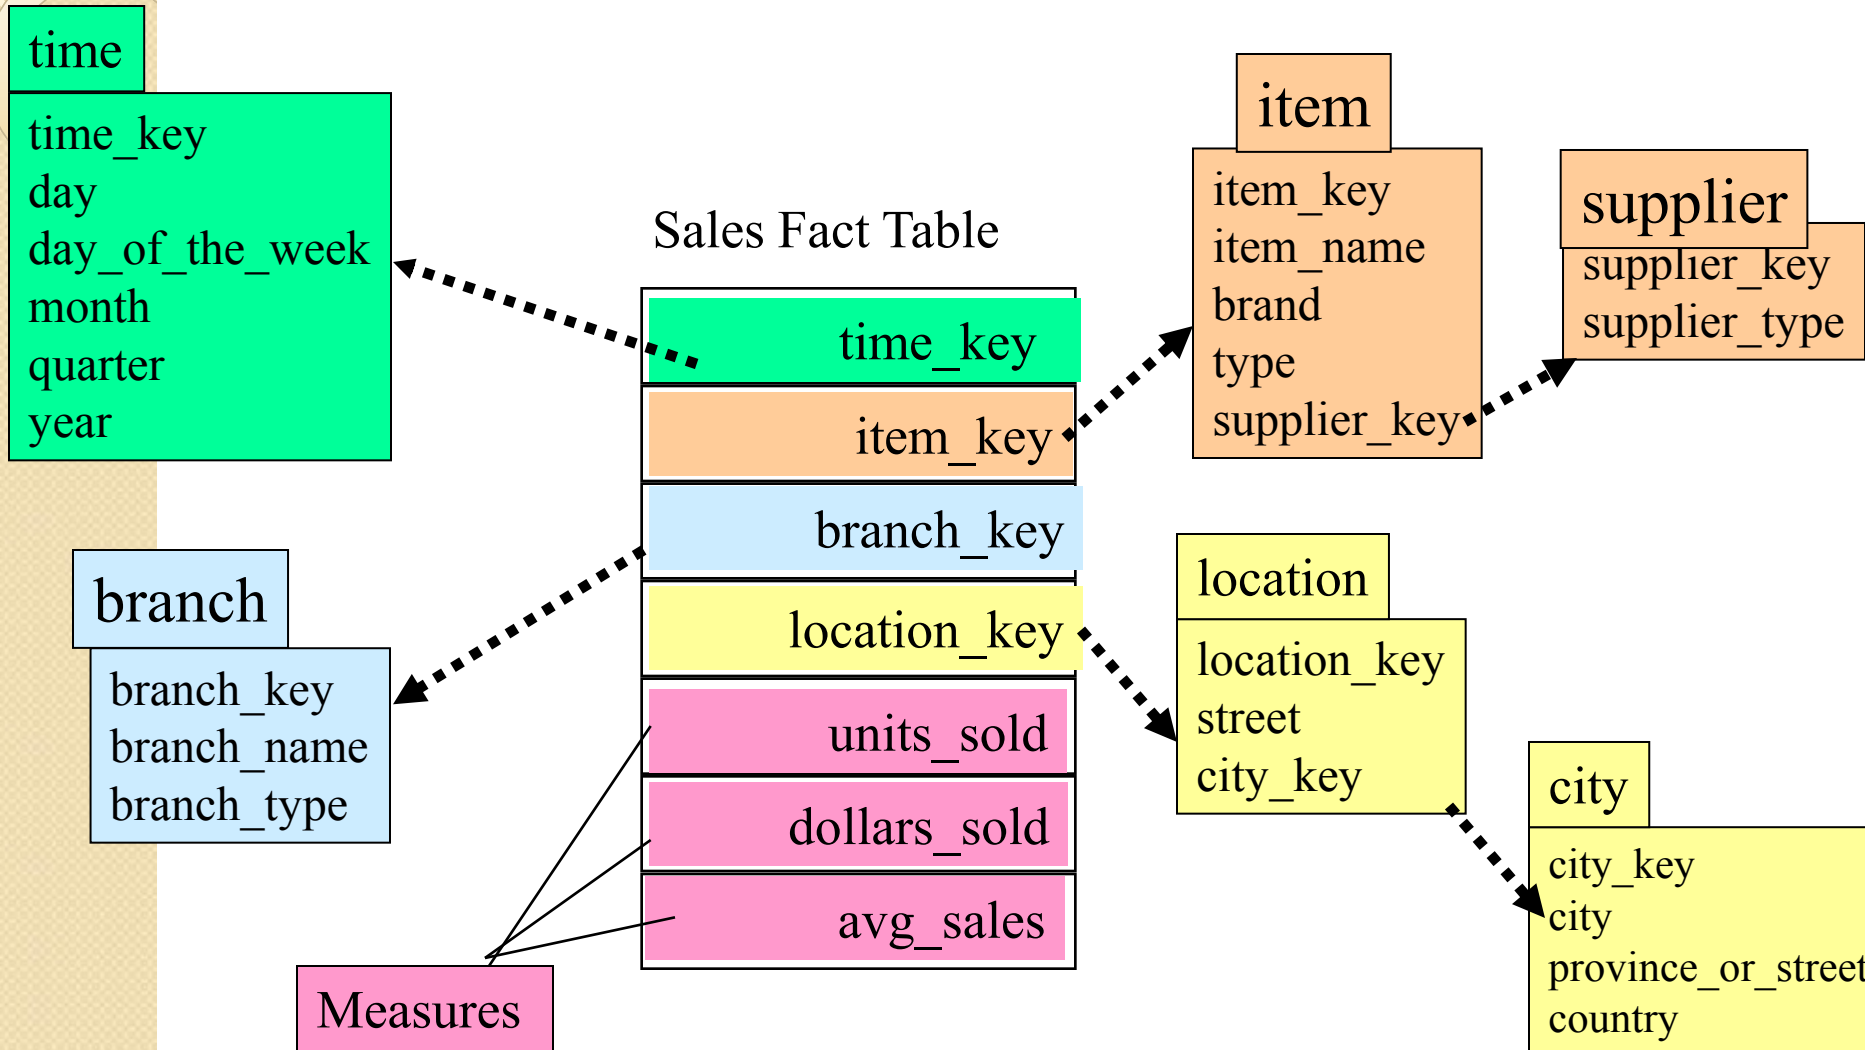 time
time_key
day
day_of_the_week
month
quarter
year
Sales Fact Table
time_key
item_key
branch_key
location_key
units_sold
dollars_sold
avg_sales
Measures
branch
branch_key
branch_name
branch_type
item
item_key
item_name
brand
type
supplier_key
supplier
supplier_key
supplier_type
location
location_key
street
city_key
city
city_key
city
province_or_street
country